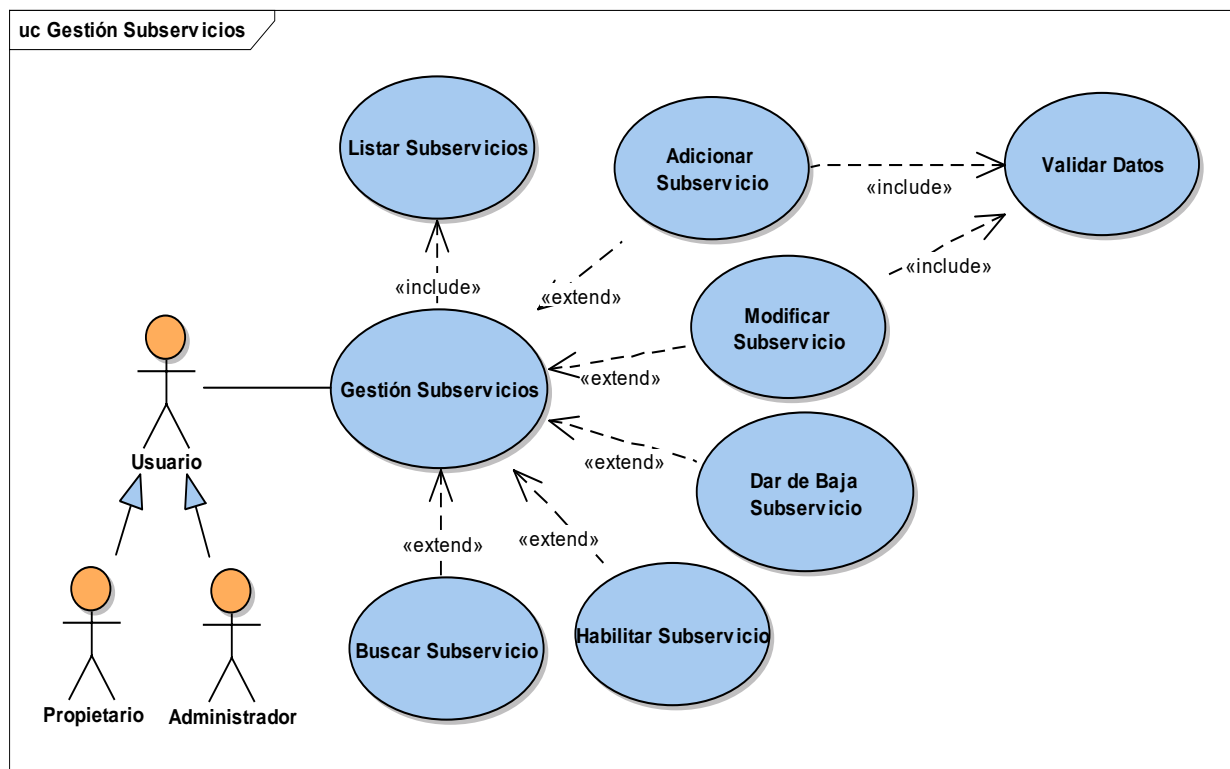 uc Gestión Subservicios
Listar Subservicios
Adicionar
Subservicio
Validar Datos
«include»
«include»
«include»
«extend»
Modificar
Subservicio
«extend»
Gestión Subservicios
«extend»
Dar de Baja
Subservicio
Usuario
«extend»
«extend»
Habilitar Subservicio
Buscar Subservicio
Propietario
Administrador